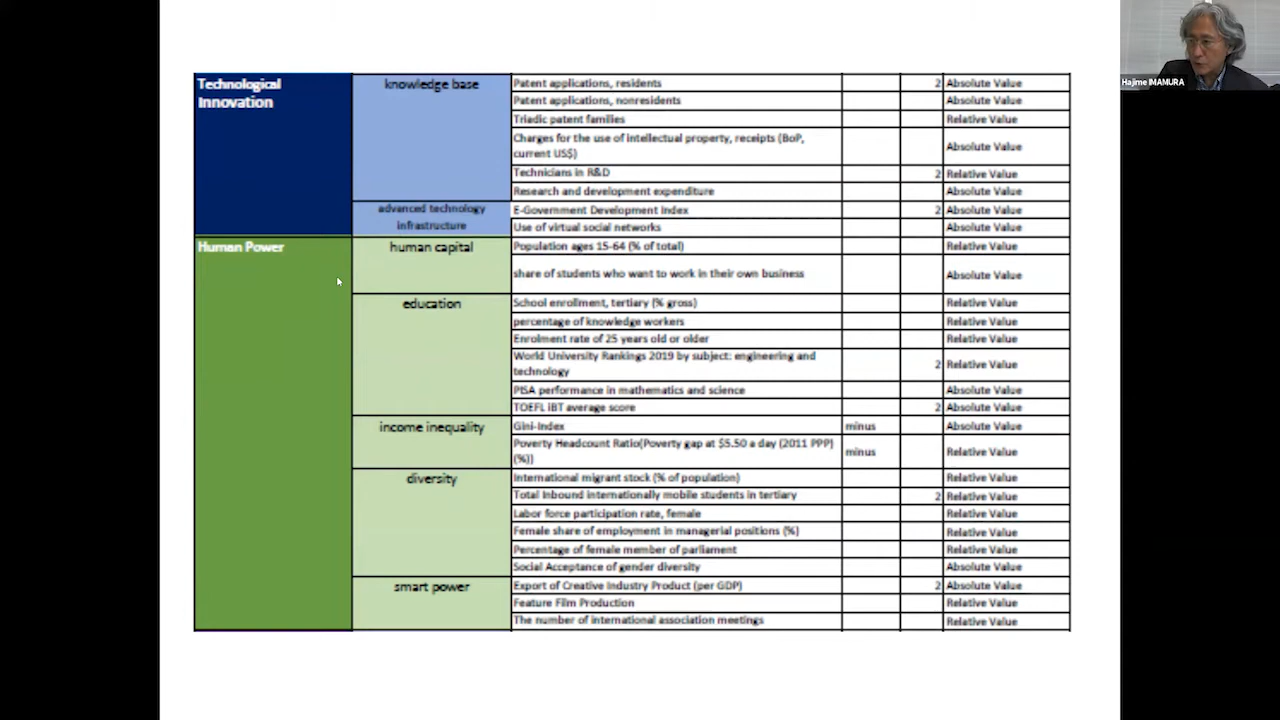 Technological
Innovation
knowledge base
Patent applications, residents
2 Absolute Value
Patent applications, nonresidents
Absolute Value
Triadic patent families
Relative Value
Charges for the use of intellectual property, receipts (BoP,
current US$)
Absolute Value
Technicians in R&D
2 Relative Value
Research and development expenditure
Absolute Value
advanced technology
infrastructure
E-Government Development Index
2 Absolute Value
Use of virtual social networks
Absolute Value
Human Power
human capital
Population ages 15-64 (% of total)
Relative Value
share of students who want to work in their own business
Absolute Value
education
School enrollment, tertiary (% gross)
Relative Value
percentage of knowledge workers
Relative Value
Enrolment rate of 25 years old or older
Relative Value
World University Rankings 2019 by subject: engineering and
technology
2 Relative Value
PISA performance in mathematics and science
Absolute Value
TOEFL iBT average score
2 Absolute Value
income inequality
Gini-Index
minus
Absolute Value
Poverty Headcount Ratio(Poverty gap at $5.50 a day (2011 PPP)
(%))
minus
Relative Value
diversity
International migrant stock (% of population)
Relative Value
Total Inbound internationally mobile students in tertiary
2 Relative Value
Labor force participation rate, female
Relative Value
Female share of employment in managerial positions (%)
Relative Value
Percentage of female member of parliament
Relative Value
Social Acceptance of gender diversity
Absolute Value
smart power
Export of Creative Industry Product (per GDP)
2 Absolute Value
Feature Film Production
Relative Value
The number of international association meetings
Relative Value
Hajime IMAMURA